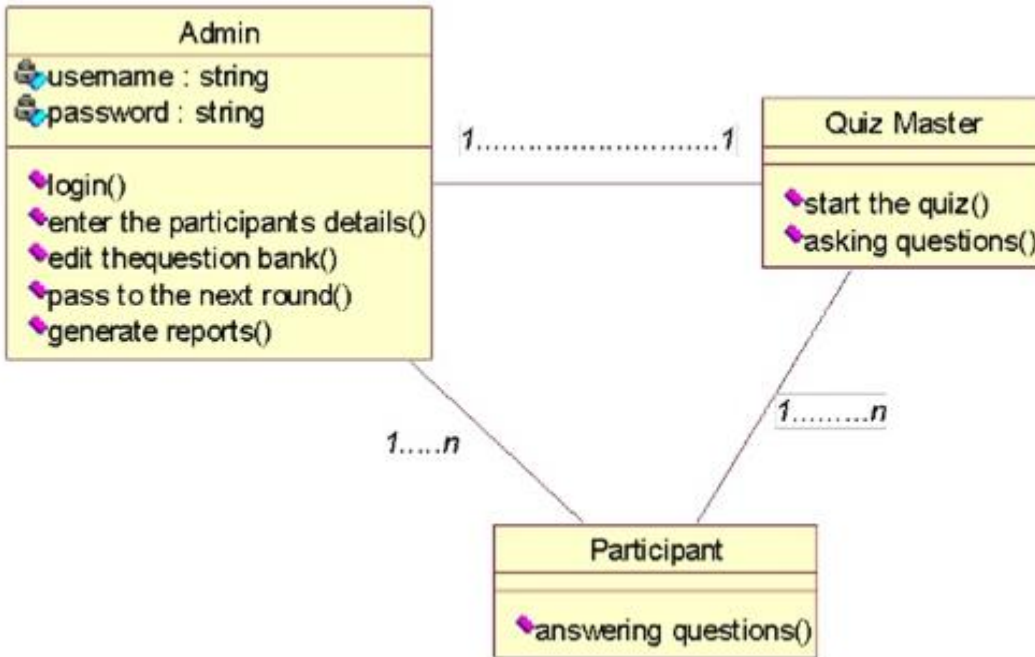 Admin
username : string
password : string
login()
enter the participants details()
edit thequestion bank()
pass to the next round()
generate reports()
1............................1
Quiz Master
start the quiz()
asking questions()
1.....n
1.........n
Participant
answering questions()